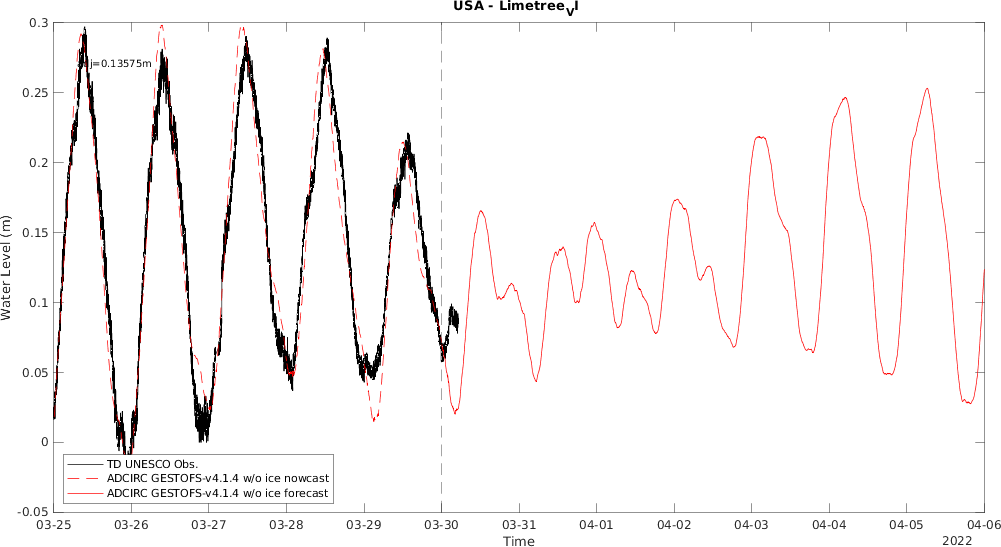 USA - Limetree_VI
0.3
0.25
0.2
0.15
0.1
0.05
0
-0.05
Water Level (m)
j=0.13575m
TD UNESCO Obs.
ADCIRC GESTOFS-v4.1.4 w/o ice nowcast
ADCIRC GESTOFS-v4.1.4 w/o ice forecast
03-25 03-26 03-27 03-28 03-29 03-30 03-31 04-01 04-02 04-03 04-04 04-05 04-06
Time
2022